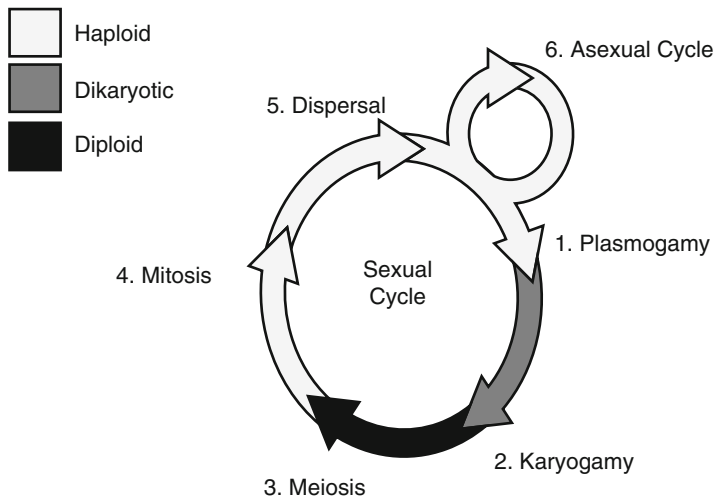 Haploid
Dikaryotic
Diploid
6. Asexual Cycle
5. Dispersal
1. Plasmogamy
4. Mitosis
Sexual
Cycle
2. Karyogamy
3. Meiosis